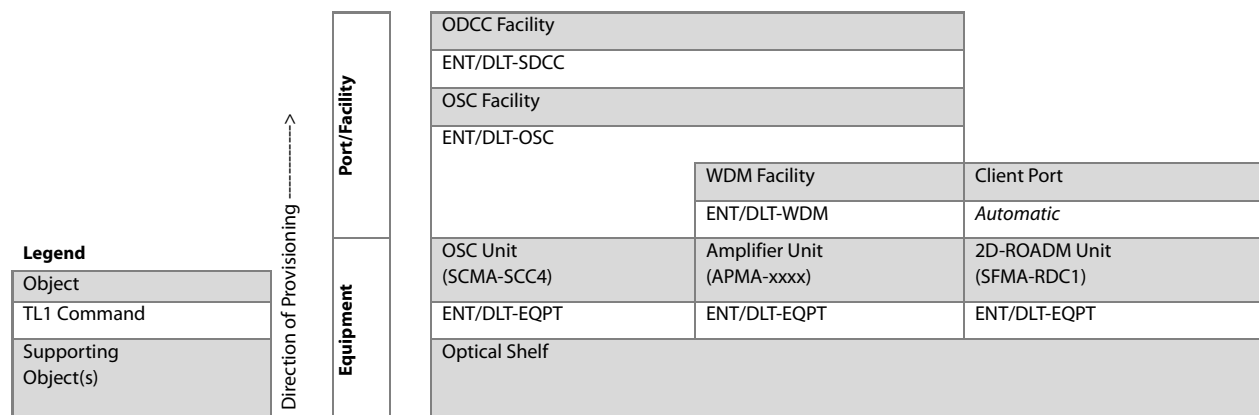 ODCC Facility
ENT/DLT-SDCC
OSC Facility
ENT/DLT-OSC
WDM Facility
Client Port
ENT/DLT-WDM
Automatic
Port/Facility
Direction of Provisioning ------------->
Legend
Object
TL1 Command
Supporting
Object(s)
Equipment
OSC Unit
(SCMA-SCC4)
Amplifier Unit
(APMA-xxxx)
2D-ROADM Unit
(SFMA-RDC1)
ENT/DLT-EQPT
ENT/DLT-EQPT
ENT/DLT-EQPT
Optical Shelf